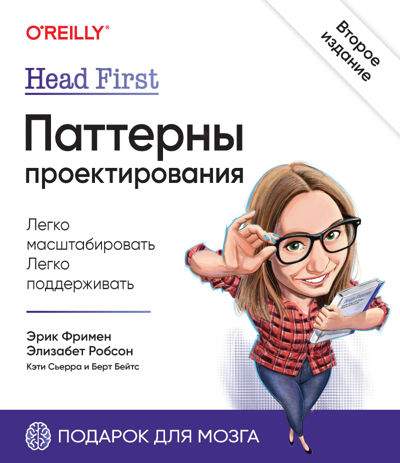 O'REILLY®
Второе
издание
Head First
Паттерны
проектирования
Легко
масштабировать
Легко
поддерживать
Эрик Фримен
Элизабет Робсон
Кэти Сьерра и Берт Бейтс
ПОДАРОК ДЛЯ МОЗГА